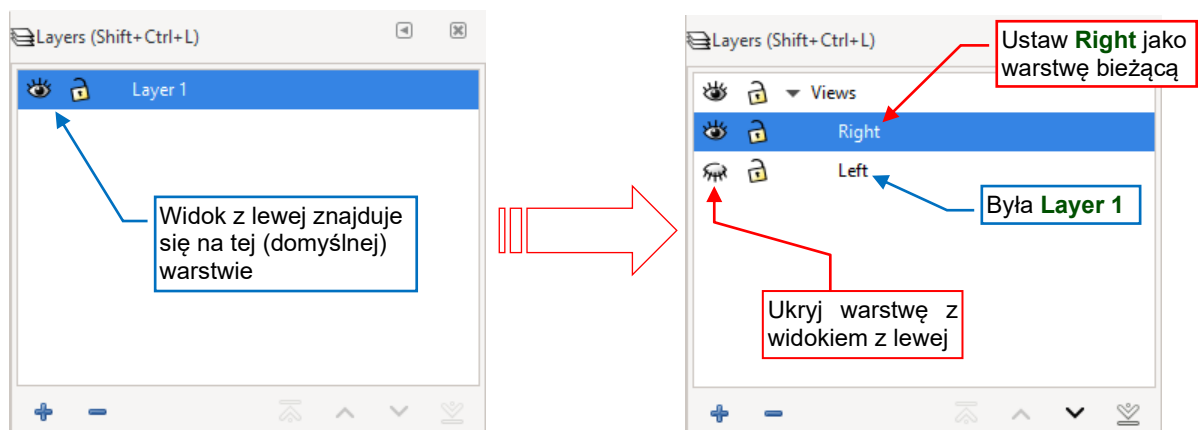 Layers (Shift+Ctrl+L)
Layer 1
Widok z lewej znajduje
się na tej (domyślnej)
warstwie
Layers (Shift+Ctrl+L)
Ustaw Right jako
warstwę bieżącą
Views
Right
Left
Była Layer 1
Ukryj warstwę z
widokiem z lewej